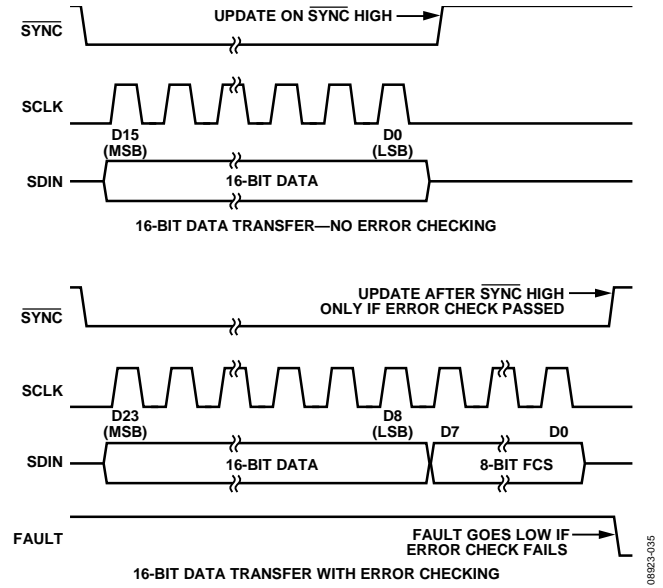 UPDATE ON SYNC HIGH
SYNC
SCLK
D15
(MSB)
D0
(LSB)
SDIN
16-BIT DATA
16-BIT DATA TRANSFER—NO ERROR CHECKING
UPDATE AFTER SYNC HIGH
ONLY IF ERROR CHECK PASSED
SYNC
SCLK
D23
(MSB)
D8
(LSB)
D7
D0
SDIN
16-BIT DATA
8-BIT FCS
FAULT
FAULT GOES LOW IF
ERROR CHECK FAILS
16-BIT DATA TRANSFER WITH ERROR CHECKING
08923-035